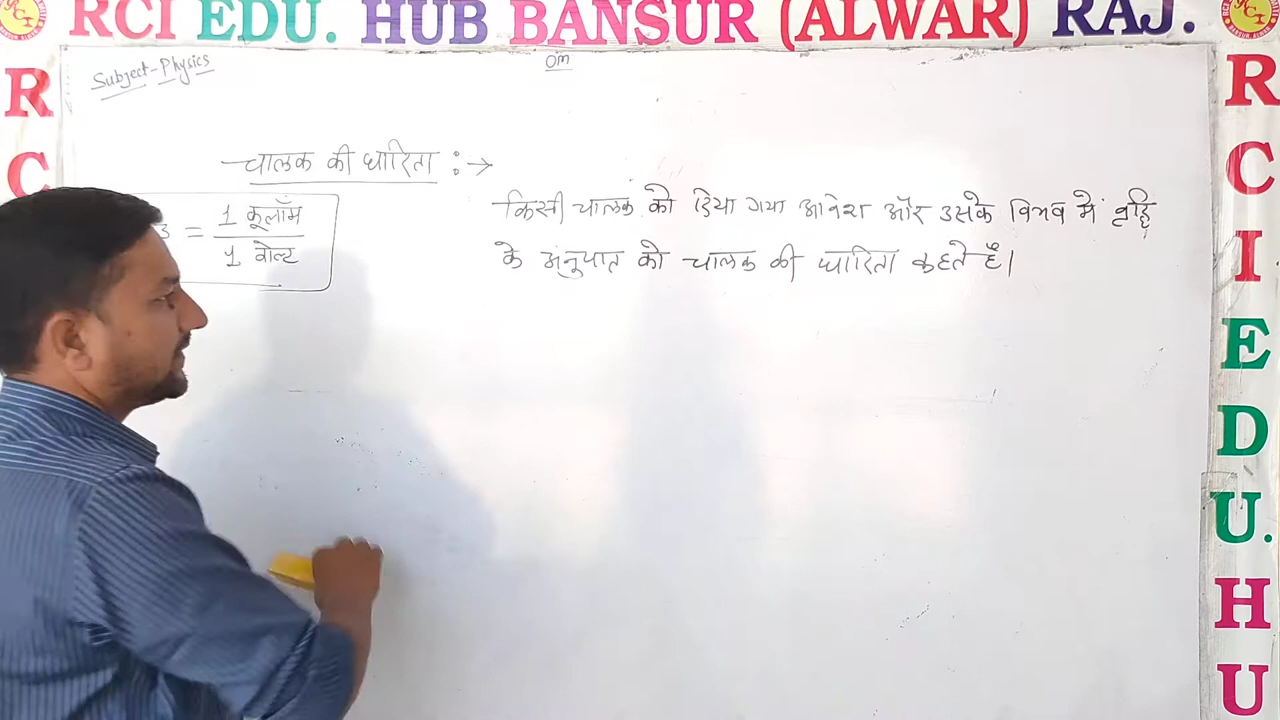 RCI EDU. HUB BANSUR (ALWAR) RAJ.
Subject-Physics
om
चालक की धारिता :→
किसी चालक को दिया गया आवेश और उसके विभव में वृद्धि
के अनुपात को चालक की धारिता कहते हैं।
= 1 कूलॉम
1 वोल्ट
R
C
R
C
I
E
D
U.
H
U